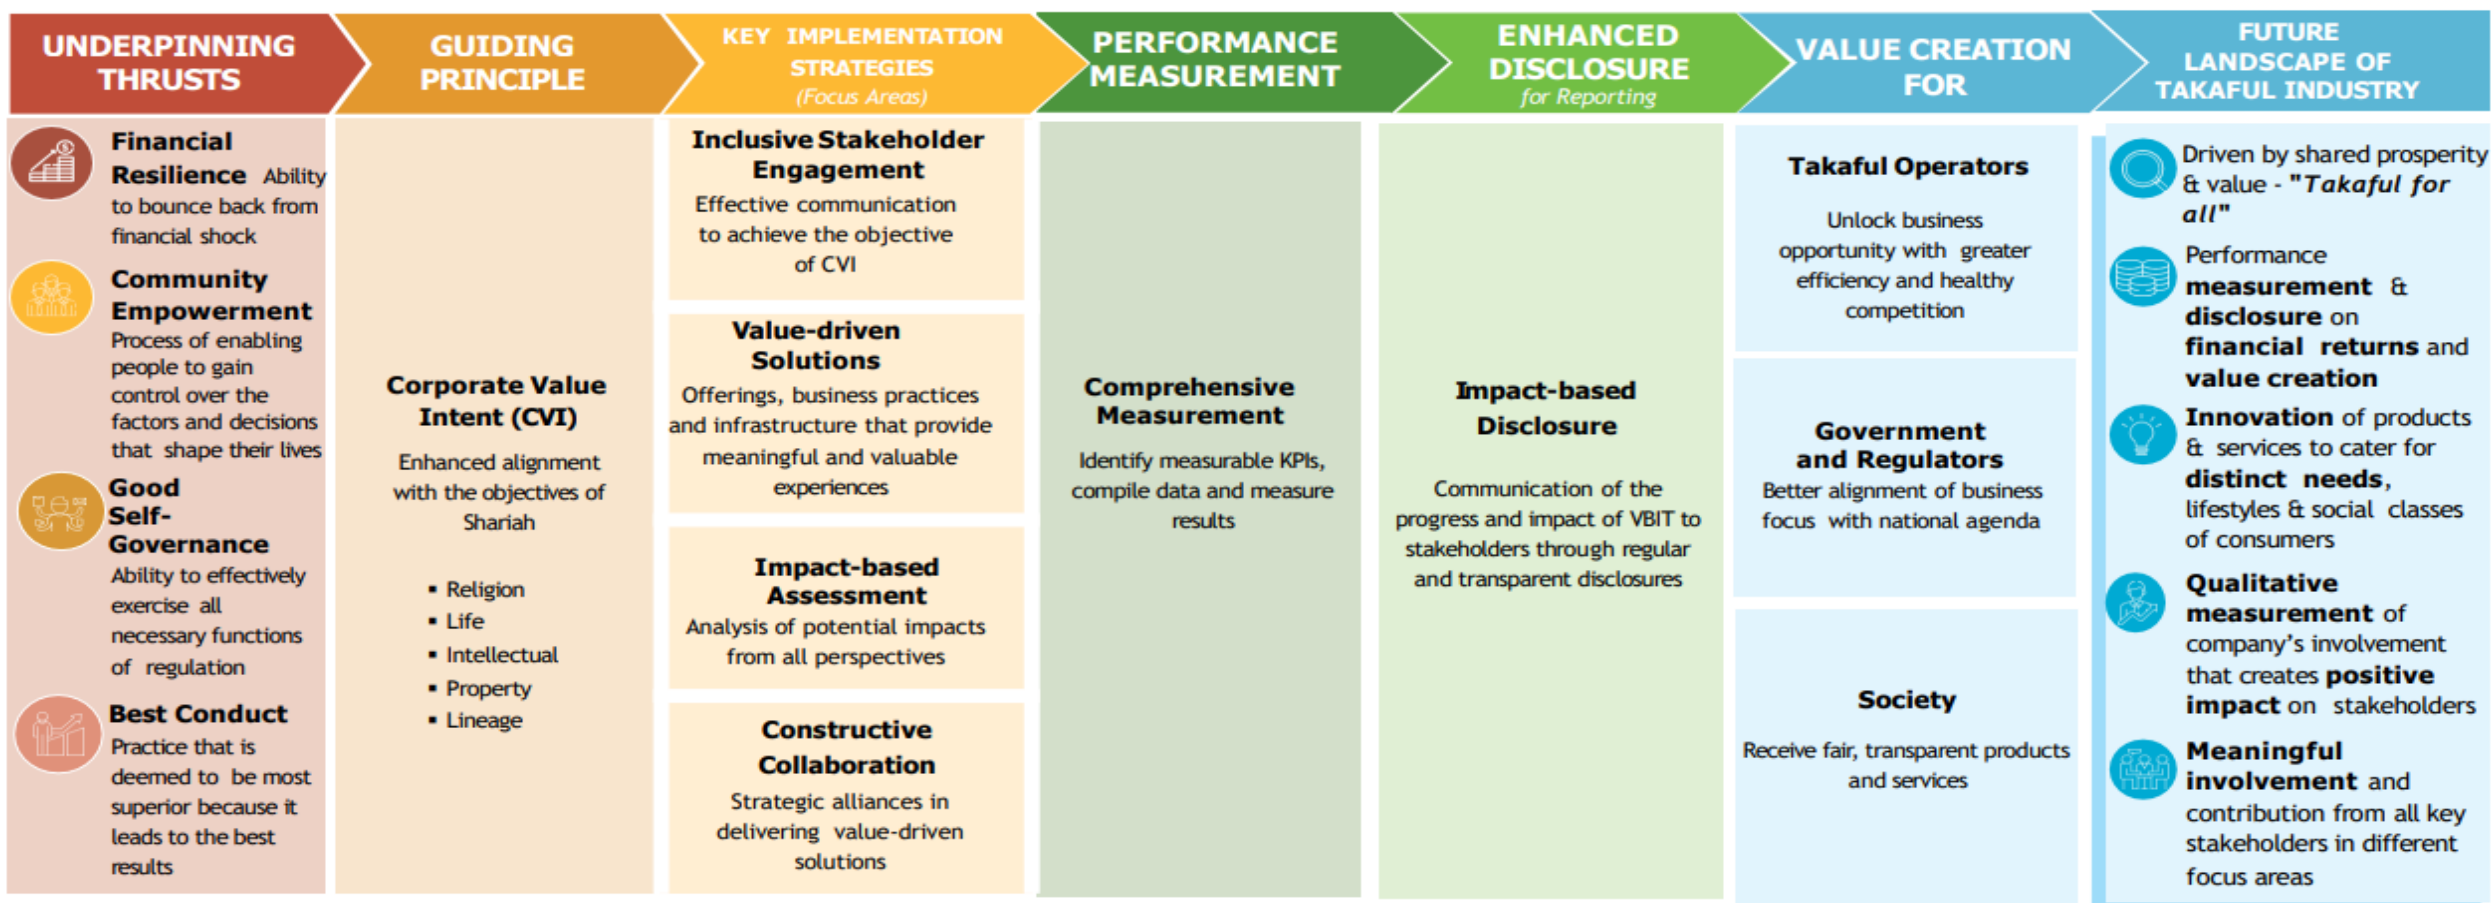 UNDERPINNING
THRUSTS
Financial
Resilience Ability
to bounce back from
financial shock
Community
Empowerment
Process of enabling
people to gain
control over the
factors and decisions
that shape their lives
Good
Self-
Governance
Ability to effectively
exercise all
necessary functions
of regulation
Best Conduct
Practice that is
deemed to be most
superior because it
leads to the best
results
GUIDING
PRINCIPLE
Corporate Value
Intent (CVI)
Enhanced alignment
with the objectives of
Shariah
▪ Religion
▪ Life
▪ Intellectual
▪ Property
▪ Lineage
KEY IMPLEMENTATION
STRATEGIES
(Focus Areas)
Inclusive Stakeholder
Engagement
Effective communication
to achieve the objective
of CVI
Value-driven
Solutions
Offerings, business practices
and infrastructure that provide
meaningful and valuable
experiences
Impact-based
Assessment
Analysis of potential impacts
from all perspectives
Constructive
Collaboration
Strategic alliances in
delivering value-driven
solutions
PERFORMANCE
MEASUREMENT
Comprehensive
Measurement
Identify measurable KPIs,
compile data and measure
results
ENHANCED
DISCLOSURE
for Reporting
Impact-based
Disclosure
Communication of the
progress and impact of VBIT to
stakeholders through regular
and transparent disclosures
VALUE CREATION
FOR
Takaful Operators
Unlock business
opportunity with greater
efficiency and healthy
competition
Government
and Regulators
Better alignment of business
focus with national agenda
Society
Receive fair, transparent products
and services
FUTURE
LANDSCAPE OF
TAKAFUL INDUSTRY
Driven by shared prosperity
& value - "Takaful for
all"
Performance
measurement &
disclosure on
financial returns and
value creation
Innovation of products
& services to cater for
distinct needs,
lifestyles & social classes
of consumers
Qualitative
measurement of
company's involvement
that creates positive
impact on stakeholders
Meaningful
involvement and
contribution from all key
stakeholders in different
focus areas